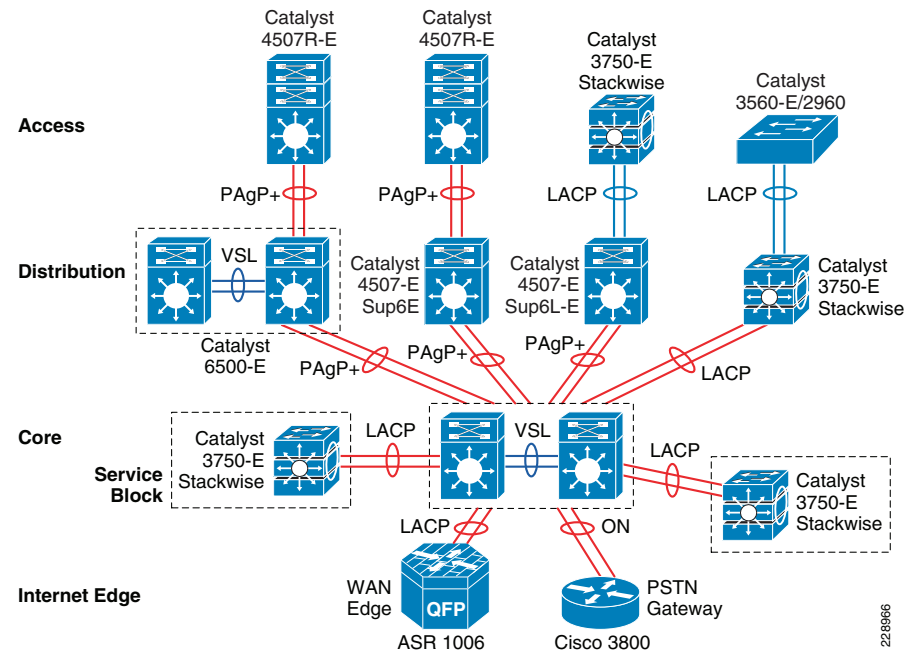 Catalyst
4507R-E
Catalyst
4507R-E
Catalyst
3750-E
Stackwise
Catalyst
3560-E/2960
Access
PAgP+
PAgP+
LACP
LACP
Distribution
VSL
Catalyst
6500-E
Catalyst
4507-E
Sup6E
Catalyst
4507-E
Sup6L-E
Catalyst
3750-E
Stackwise
PAgP+
PAgP+
PAgP+
LACP
Core
Service
Block
Catalyst
3750-E
Stackwise
LACP
VSL
LACP
Catalyst
3750-E
Stackwise
LACP
ON
Internet Edge
WAN
Edge
QFP
ASR 1006
PSTN
Gateway
Cisco 3800
228966